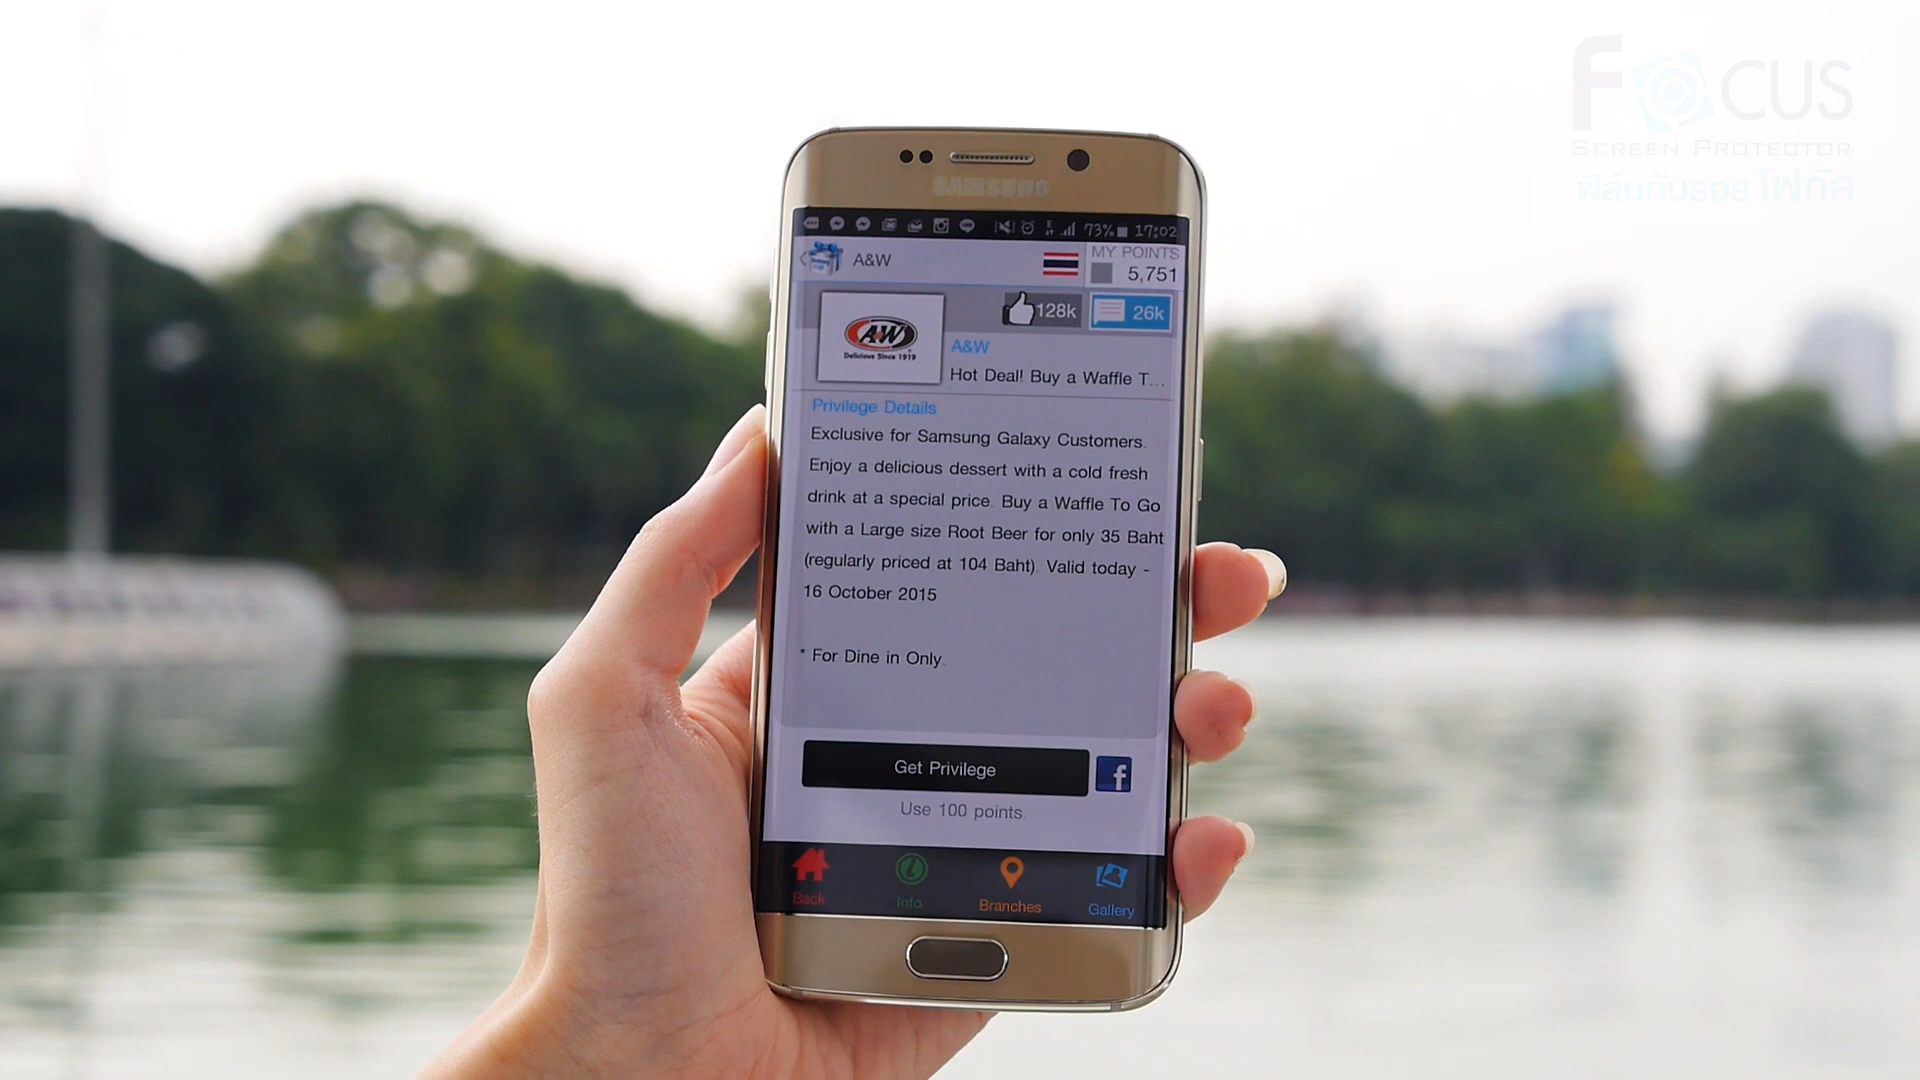 FOCUS
SCREEN PROTECTOR
ฟิล์มกันรอย โฟกัส
SAMSUNG
73% 17:02
A&W
MY POINTS
5,751
128k
26k
A&W
Delicious Since 1919
A&W
Hot Deal! Buy a Waffle T...
Privilege Details
Exclusive for Samsung Galaxy Customers.
Enjoy a delicious dessert with a cold fresh
drink at a special price. Buy a Waffle To Go
with a Large size Root Beer for only 35 Baht
(regularly priced at 104 Baht). Valid today -
16 October 2015
* For Dine in Only.
Get Privilege
f
Use 100 points.
Back
Info
Branches
Gallery